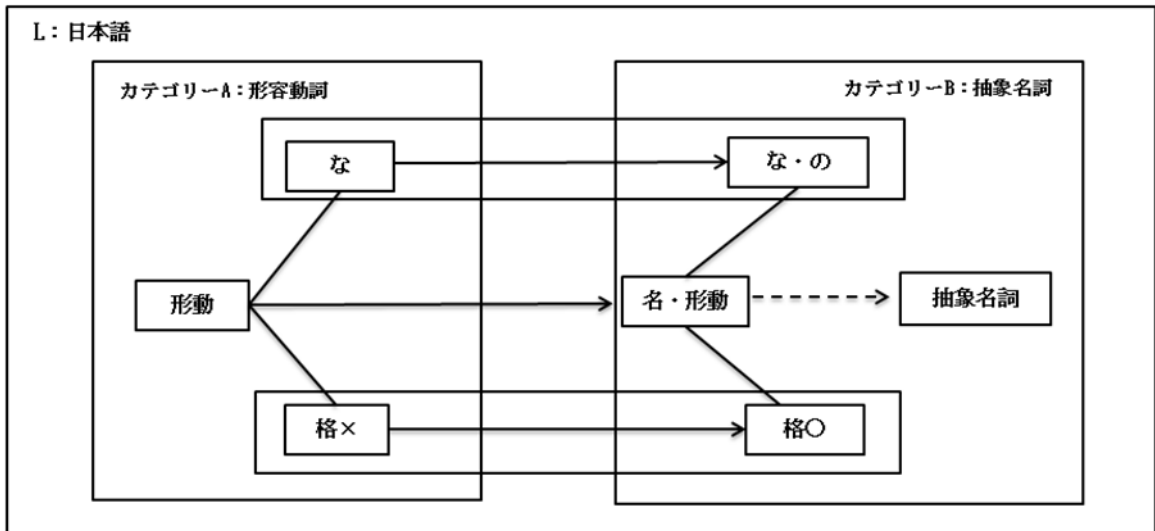 L：日本語
カテゴリーA：形容動詞
カテゴリーB：抽象名詞
な
な・の
形動
名・形動
抽象名詞
格×
格○